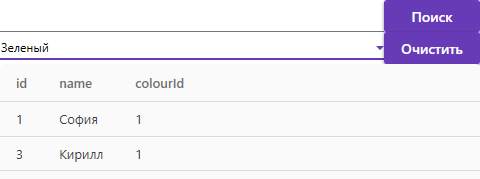 Поиск
Зеленый
Очистить
id name colourId
1 София 1
3 Кирилл 1